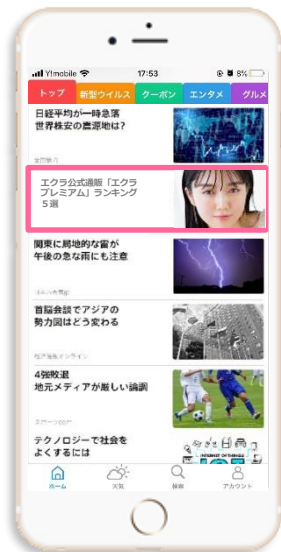 Y!mobile 17:53 8%
トップ 新型ウイルス クーポン エンタメ グルメ
日経平均が一時急落
世界株安の震源地は？
エクラ公式通販「エクラ
プレミアム」ランキング
５選
関東に局地的な雷が
午後の急な雨にも注意
首脳会談でアジアの
勢力図はどう変わる
4強敗退
地元メディアが厳しい論調
テクノロジーで社会を
よくするには
INTERNET OF THINGS
ホーム 天気 検索 アカウント